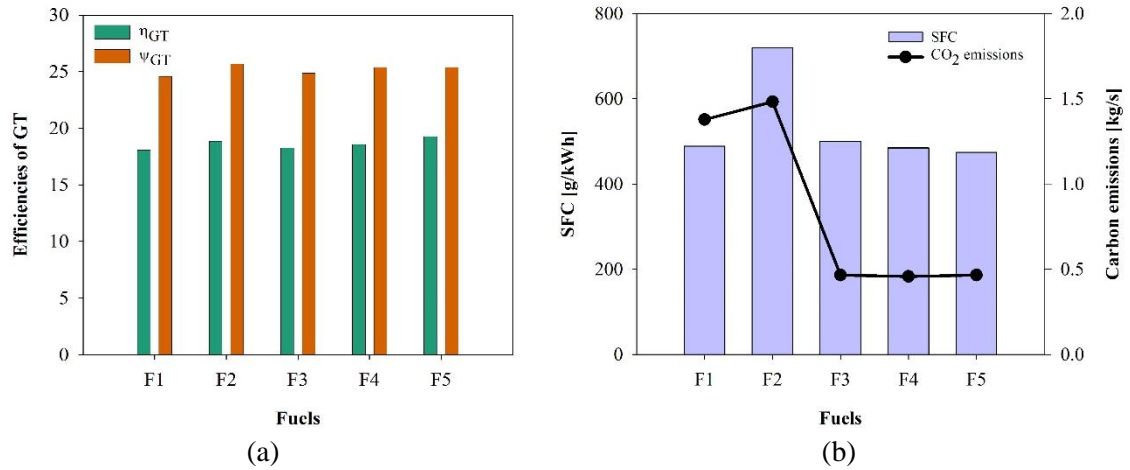 30
25
20
15
10
5
0
Efficiencies of GT
ηGT
ψGT
F1
F2
F3
F4
F5
Fuels
(a)
800
600
400
200
0
SFC [g/kWh]
SFC
CO2 emissions
2.0
1.5
1.0
0.5
0.0
Carbon emissions [kg/s]
F1
F2
F3
F4
F5
Fuels
(b)